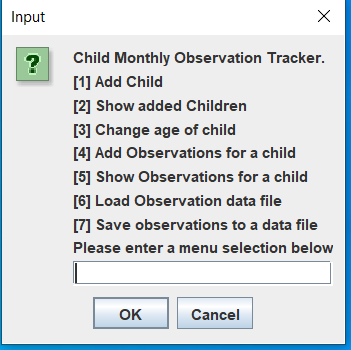 Input
?
Child Monthly Observation Tracker.
[1] Add Child
[2] Show added Children
[3] Change age of child
[4] Add Observations for a child
[5] Show Observations for a child
[6] Load Observation data file
[7] Save observations to a data file
Please enter a menu selection below
OK Cancel